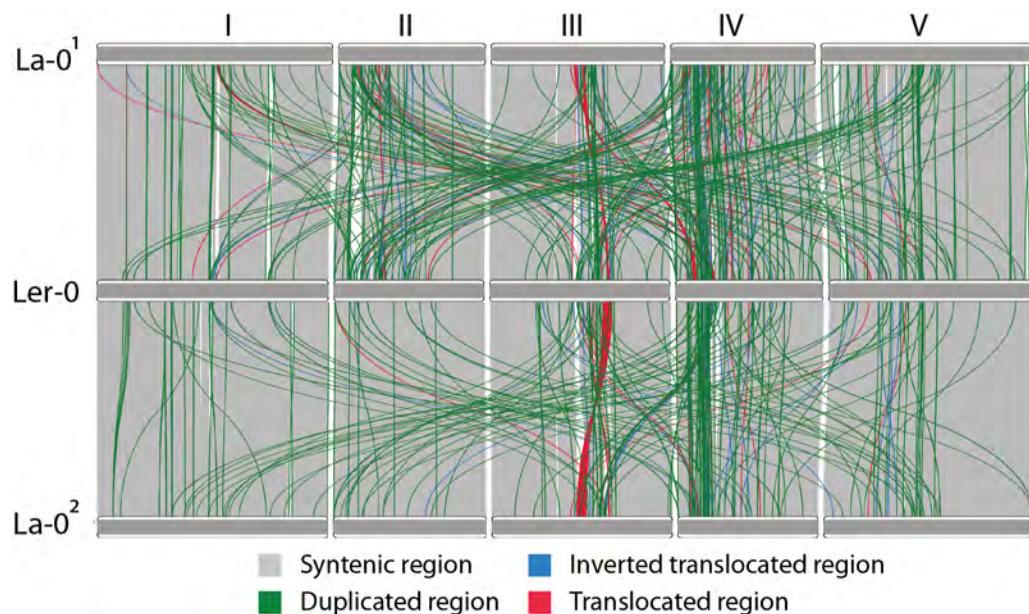 I II III IV V
La-0¹
Ler-0
La-0²
Syntenic region Inverted translocated region
Duplicated region Translocated region